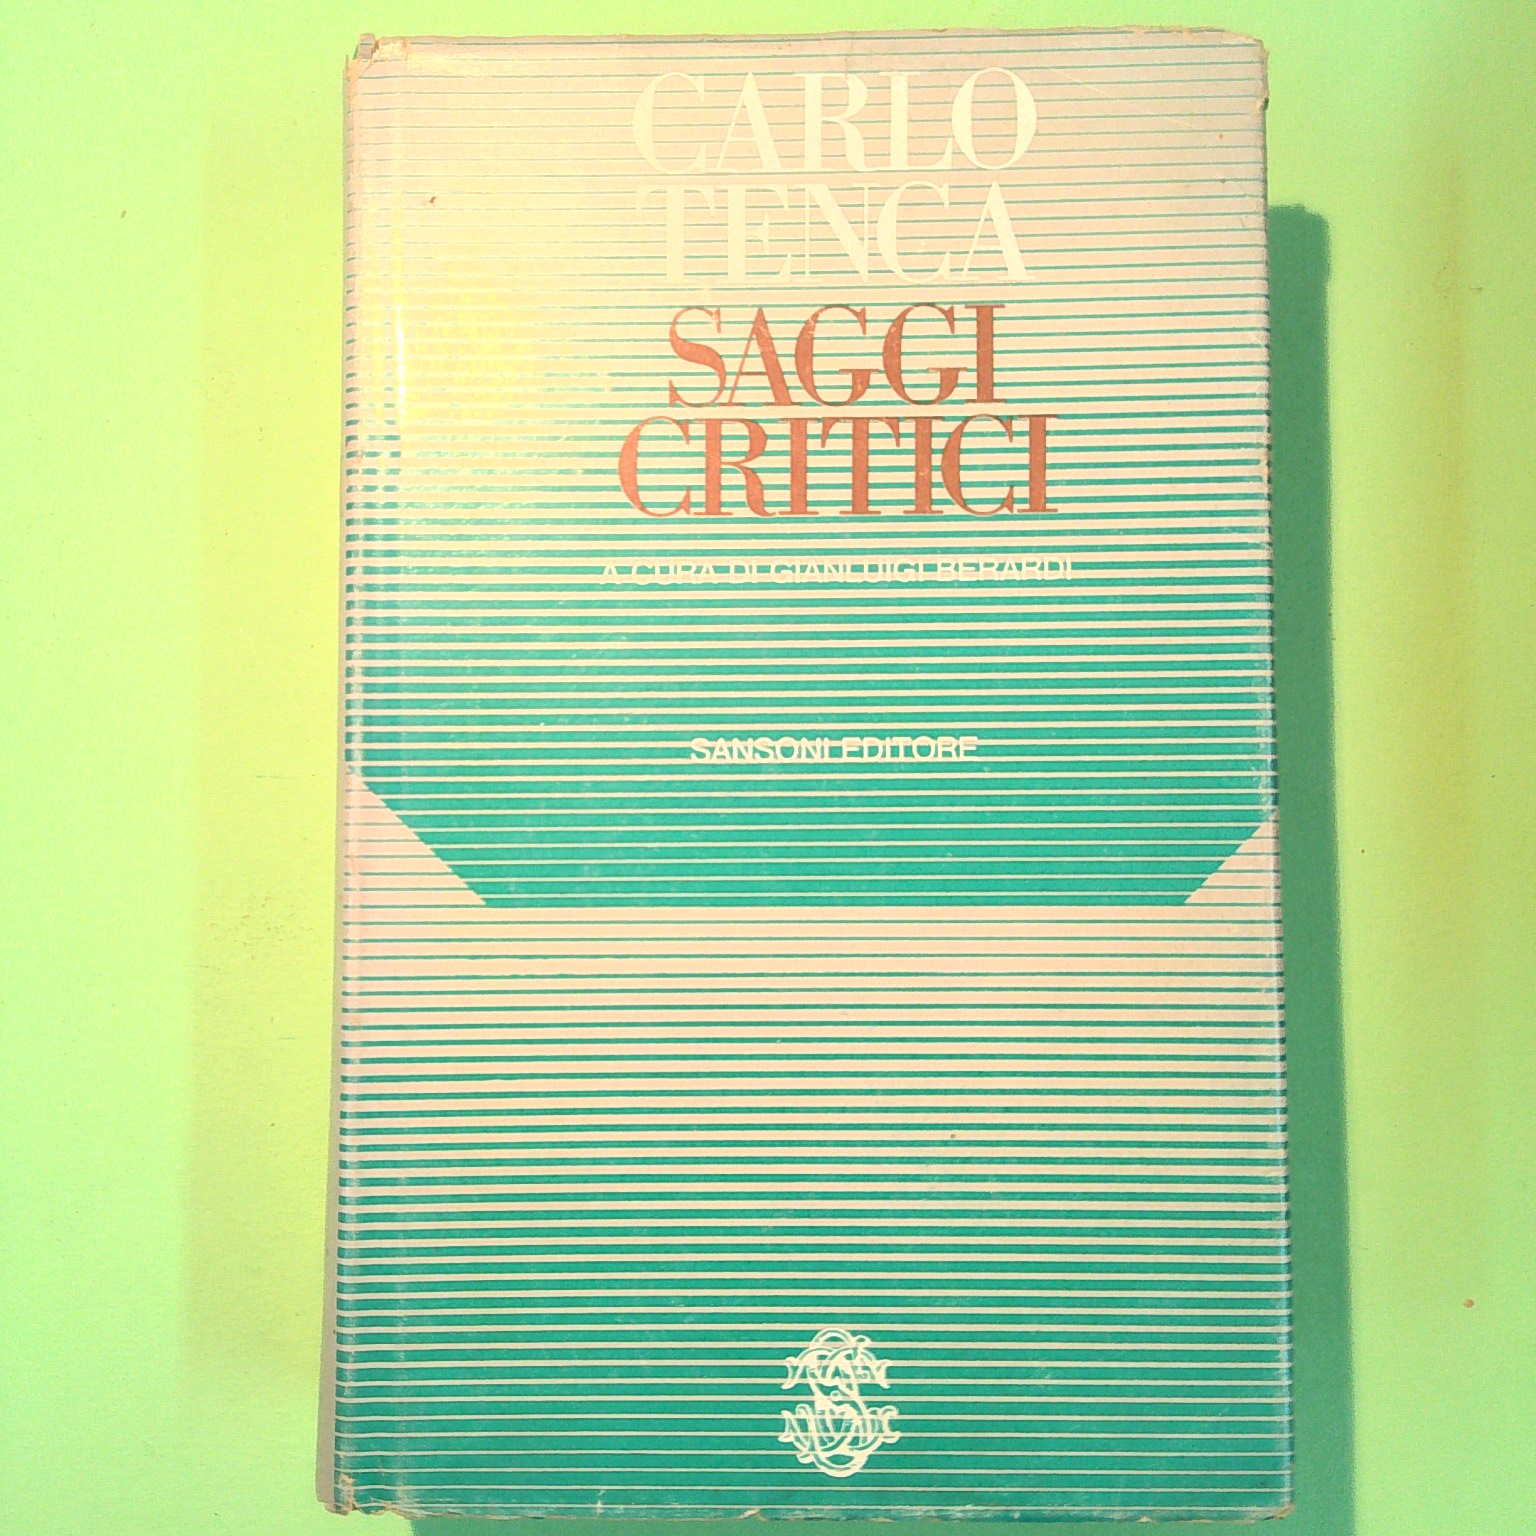 CARLO
TENCA
SAGGI
CRITICI
A CURA DI GIANLUIGI BERARDI
SANSONI EDITORE